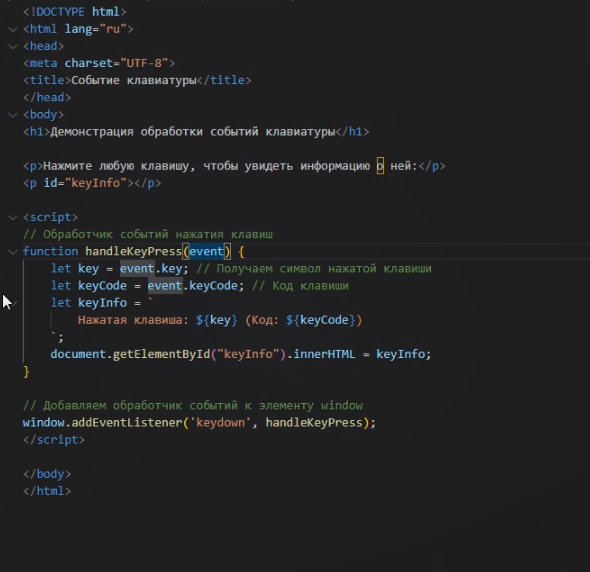 <!DOCTYPE html>
<html lang="ru">
<head>
<meta charset="UTF-8">
<title>Событие клавиатуры</title>
</head>
<body>
<h1>Демонстрация обработки событий клавиатуры</h1>
<p>Нажмите любую клавишу, чтобы увидеть информацию о ней:</p>
<p id="keyInfo"></p>
<script>
// Обработчик событий нажатия клавиш
function handleKeyPress(event) {
let key = event.key; // Получаем символ нажатой клавиши
let keyCode = event.keyCode; // Код клавиши
let keyInfo = `
Нажатая клавиша: ${key} (Код: ${keyCode})
`;
document.getElementById("keyInfo").innerHTML = keyInfo;
}
// Добавляем обработчик событий к элементу window
window.addEventListener('keydown', handleKeyPress);
</script>
</body>
</html>